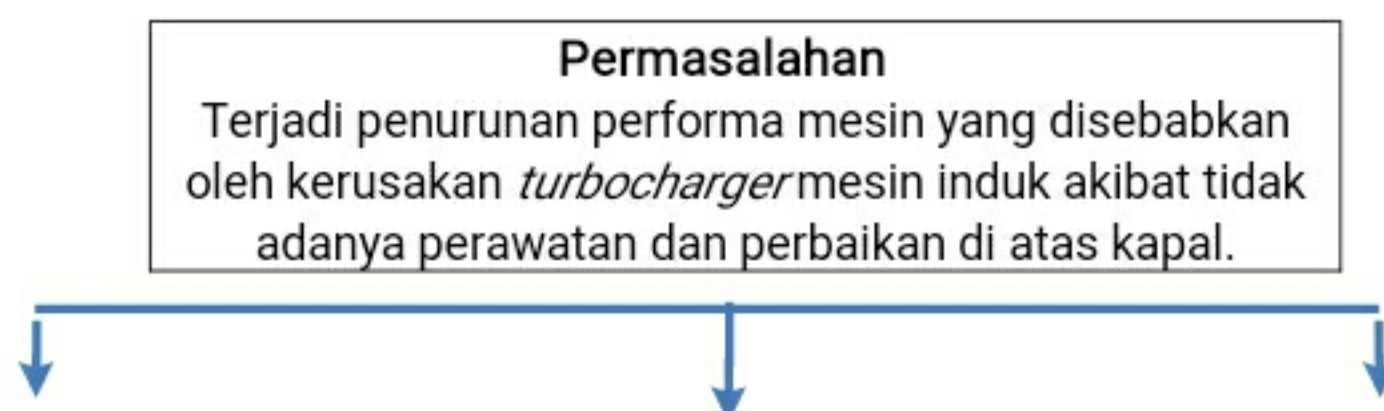 Permasalahan
Terjadi penurunan performa mesin yang disebabkan
oleh kerusakan turbocharger mesin induk akibat tidak
adanya perawatan dan perbaikan di atas kapal.